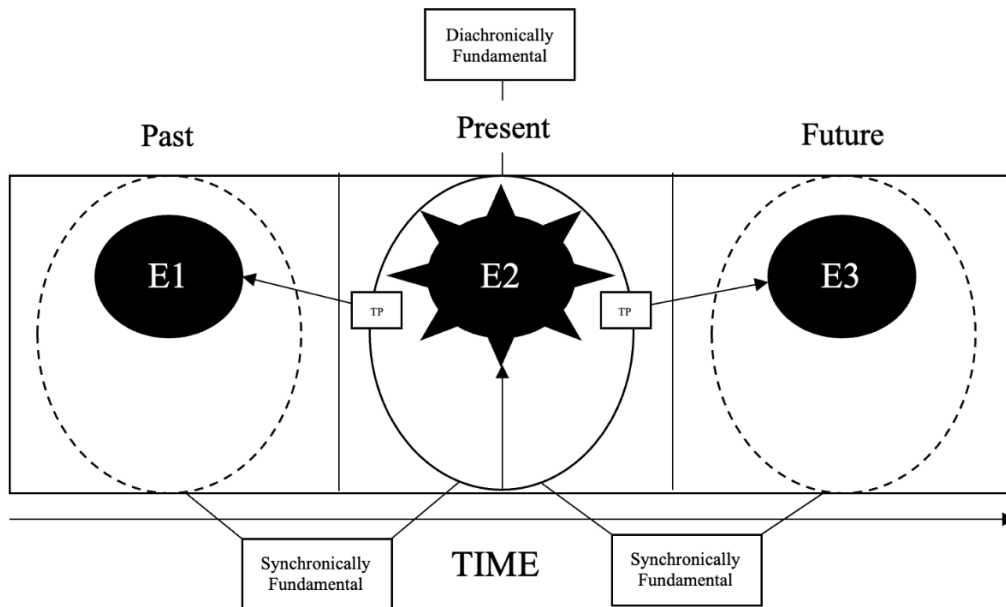 Diachronically
Fundamental
Past
Present
Future
E1
E2
E3
TP
TP
Synchronically
Fundamental
TIME
Synchronically
Fundamental